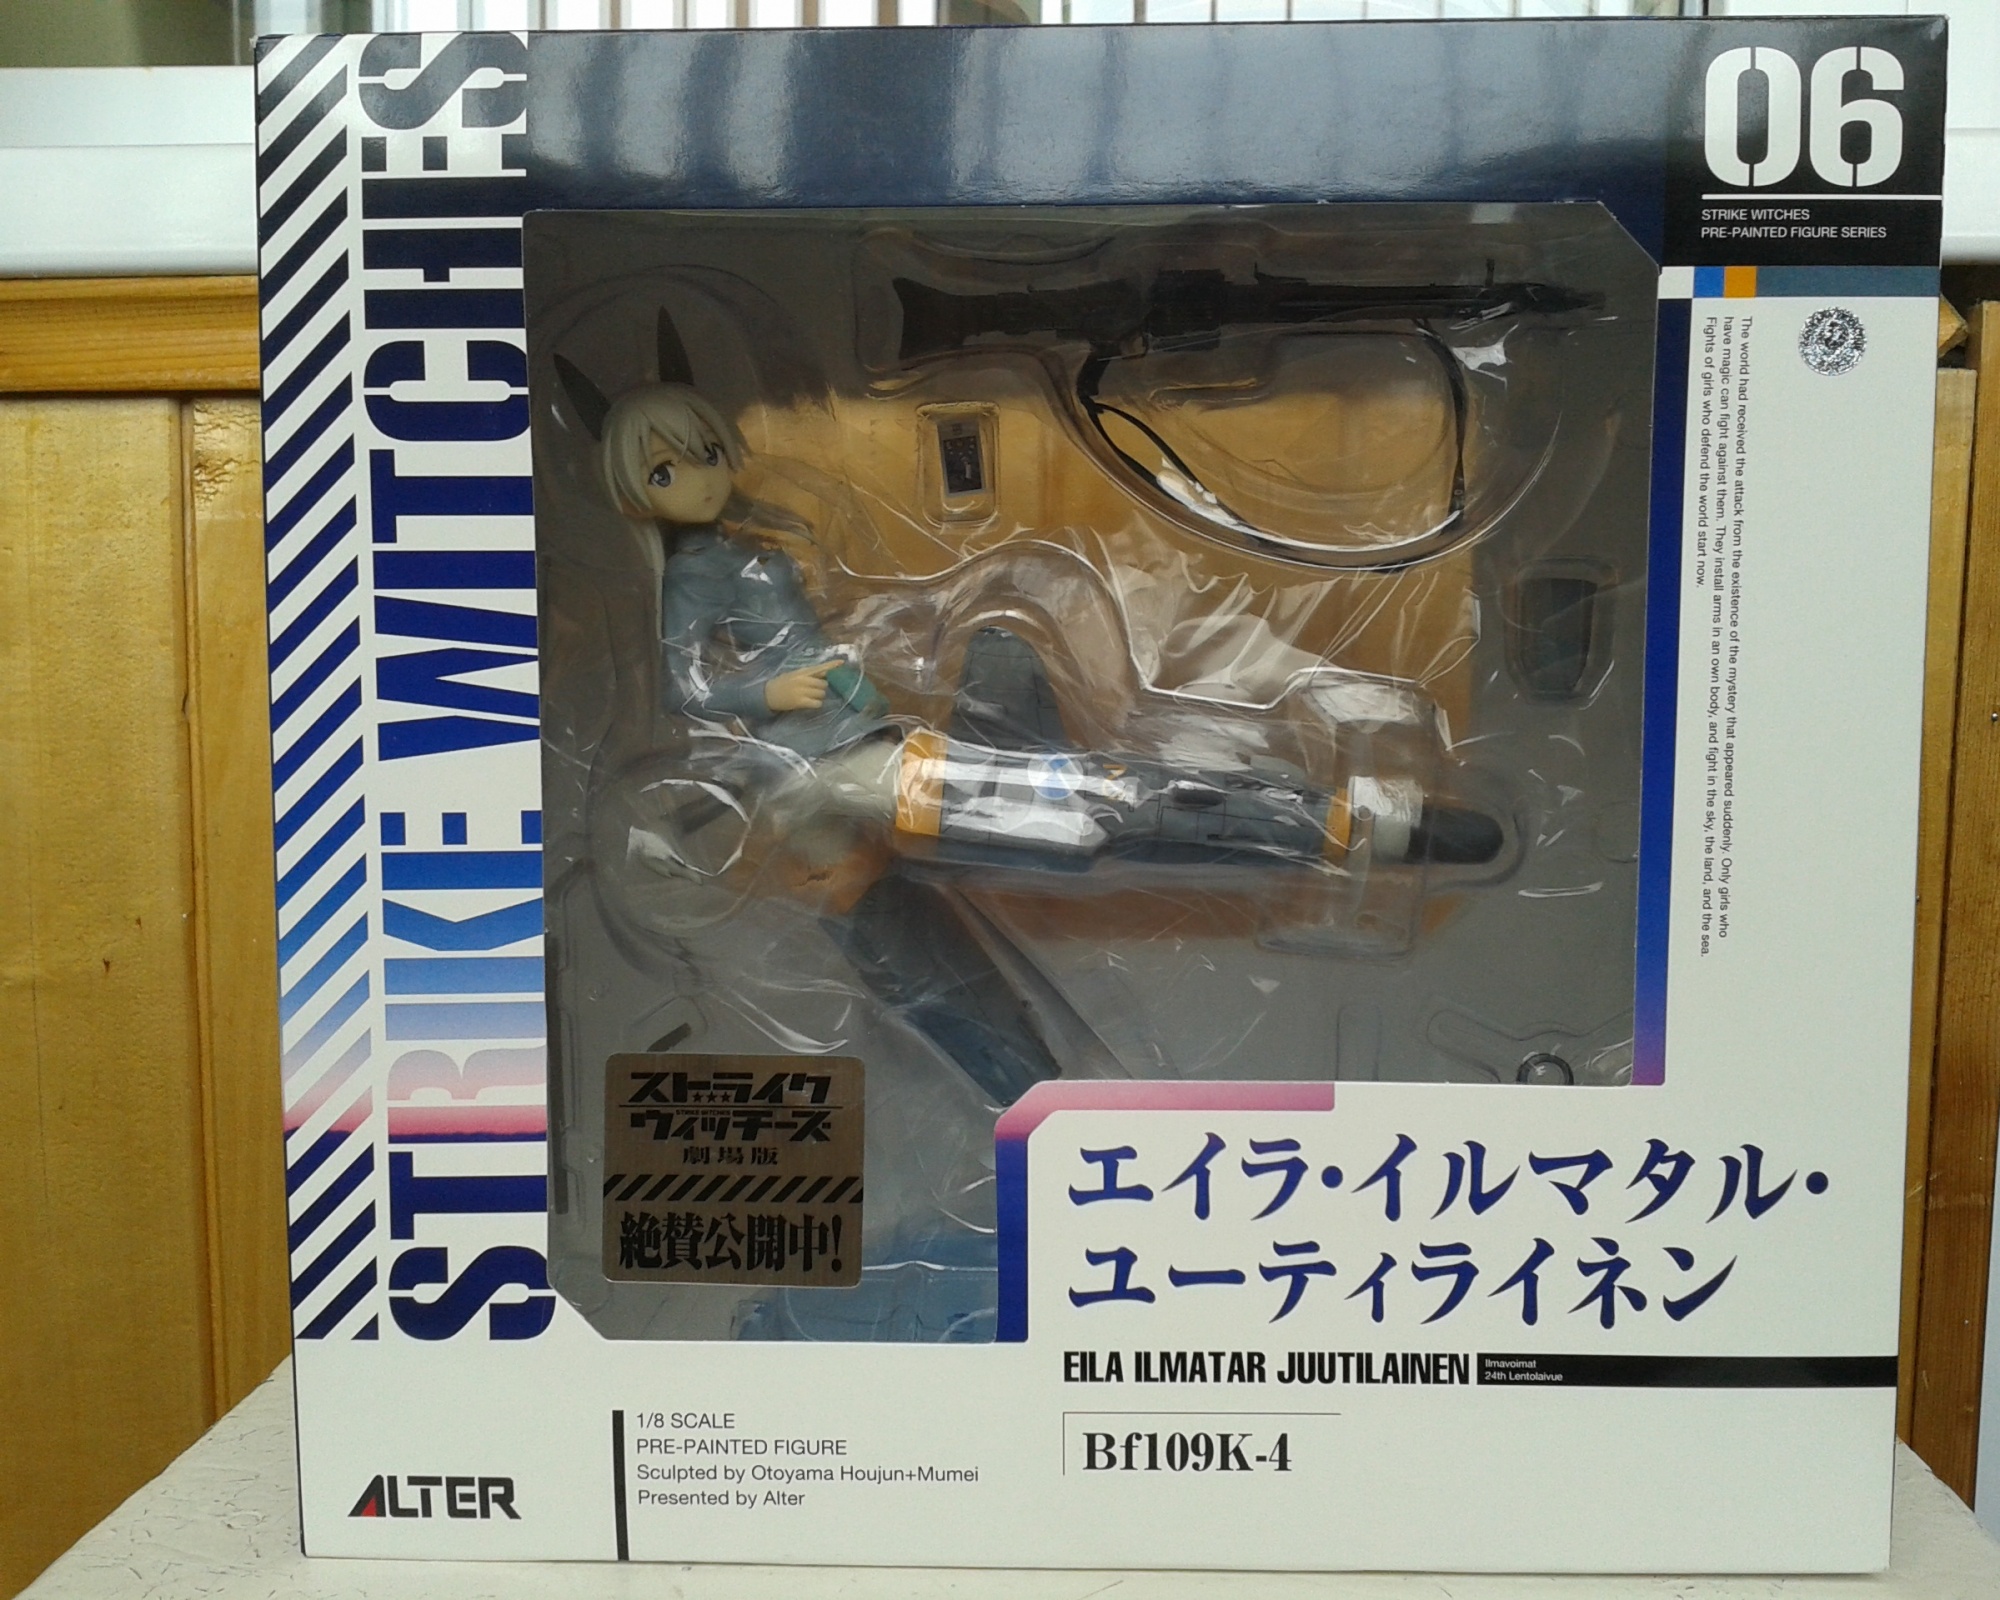 STRIKE WITCHES
06
STRIKE WITCHES
PRE-PAINTED FIGURE SERIES
The world had received the attack from the existence of the mystery that appeared suddenly. Only girls who
have magic can fight against them. They install arms in an own body, and fight in the sky, the land, and the sea.
Fights of girls who defend the world start now.
ストライク
STRIKE WITCHES
ウィッチーズ
劇場版
絶賛公開中!
エイラ・イルマタル・
ユーティライネン
EILA ILMATAR JUUTILAINEN
Ilmavoimat
24th Lentolaivue
Bf109K-4
1/8 SCALE
PRE-PAINTED FIGURE
Sculpted by Otoyama Houjun+Mumei
Presented by Alter
ALTER